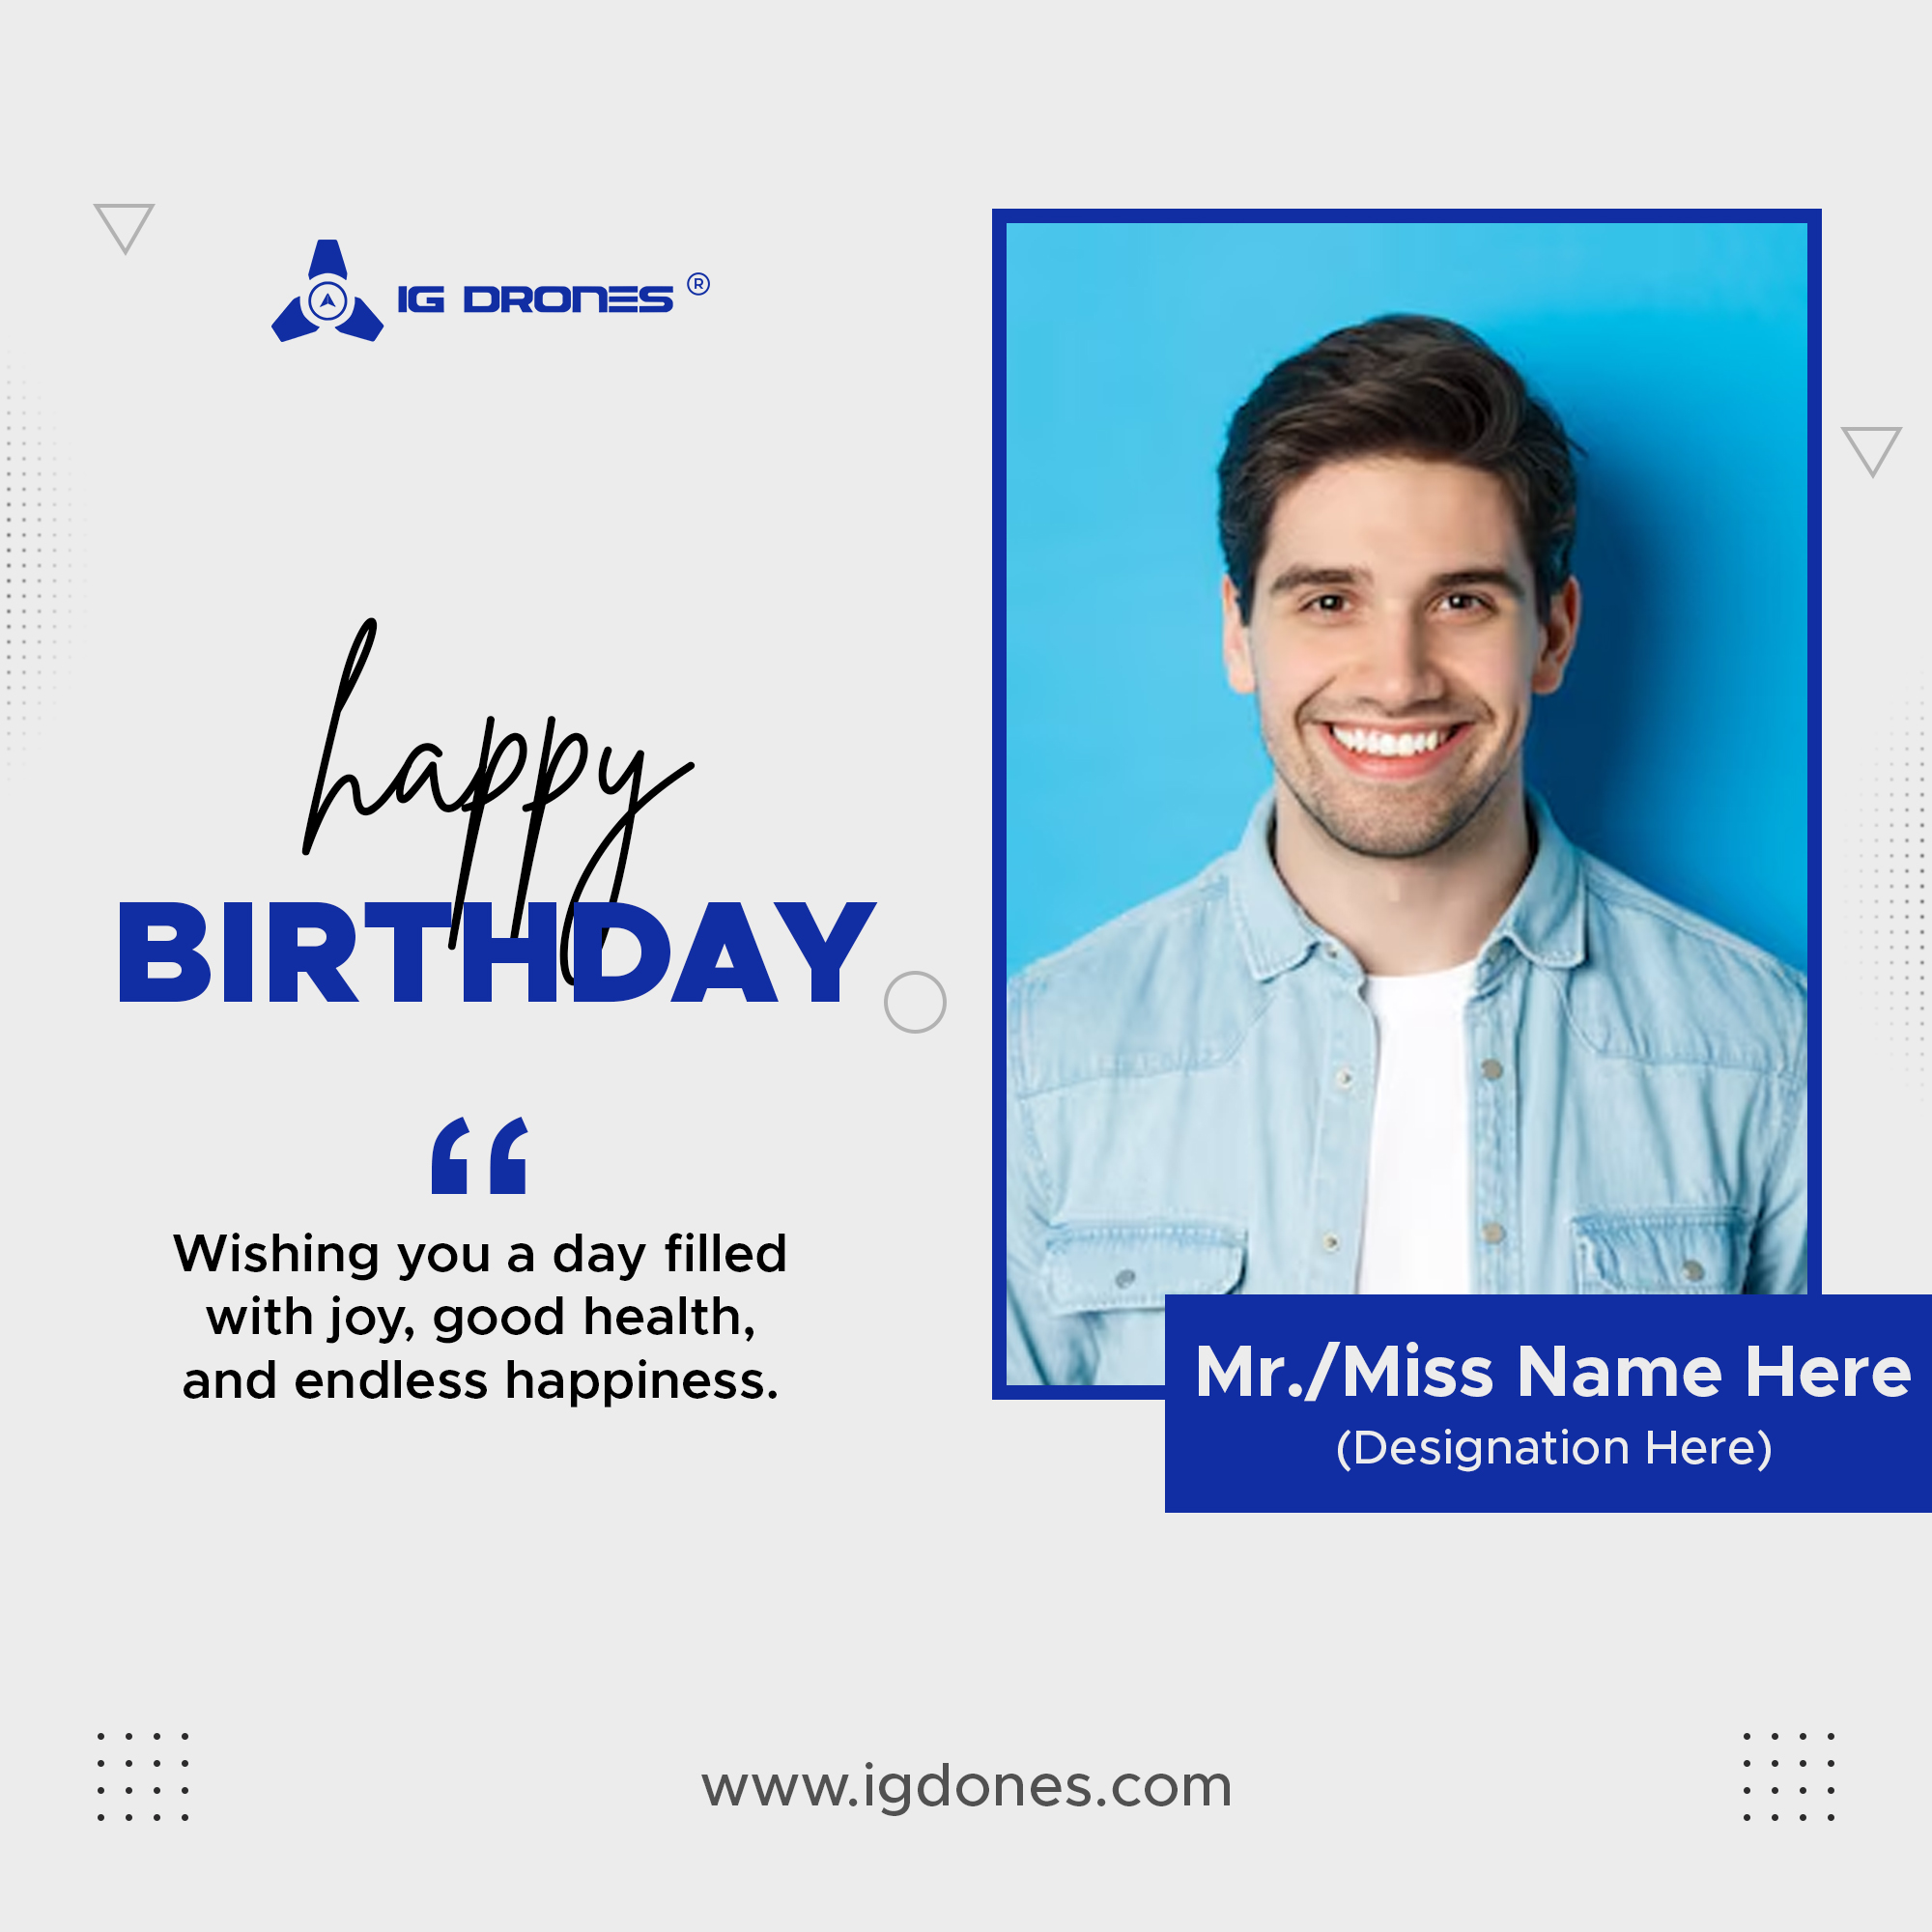 IG DRONES ®
happy
BIRTHDAY
“
Wishing you a day filled
with joy, good health,
and endless happiness.
Mr./Miss Name Here
(Designation Here)
www.igdones.com